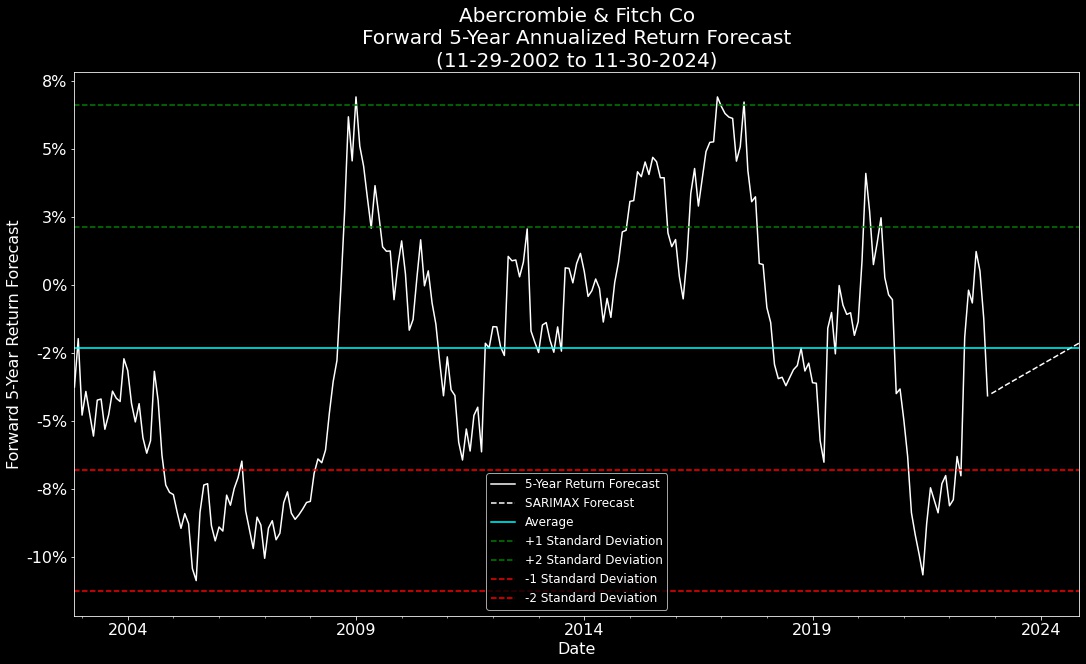 Abercrombie & Fitch Co
Forward 5-Year Annualized Return Forecast
(11-29-2002 to 11-30-2024)
Forward 5-Year Return Forecast
8%
5%
3%
0%
-2%
-5%
-8%
-10%
5-Year Return Forecast
SARIMAX Forecast
Average
+1 Standard Deviation
+2 Standard Deviation
-1 Standard Deviation
-2 Standard Deviation
2004
2009
2014
2019
2024
Date